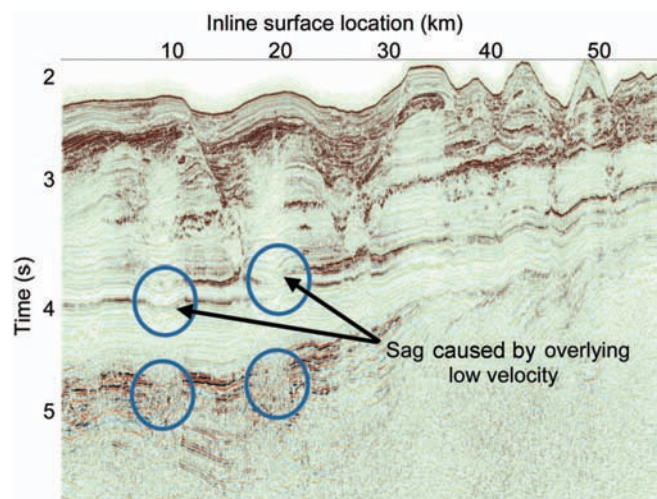 Inline surface location (km)
10 20 30 40 50
2
3
4
5
Time (s)
Sag caused by overlying
low velocity